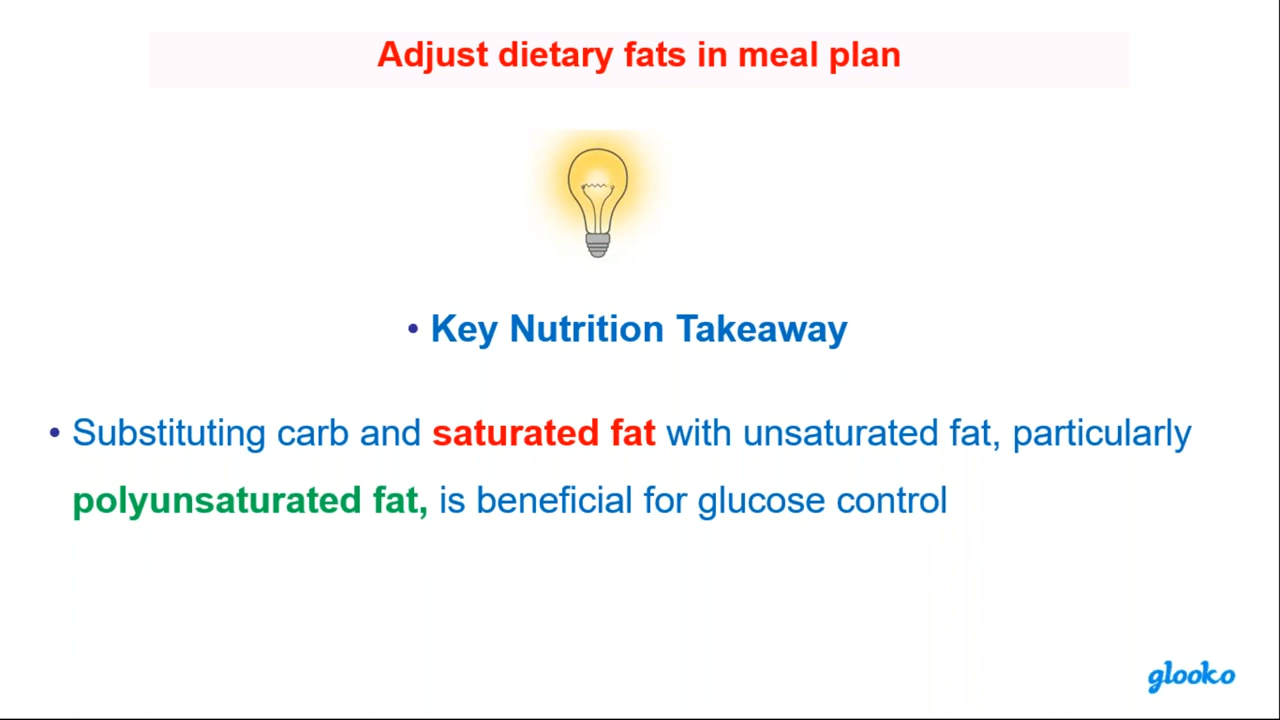 Adjust dietary fats in meal plan
• Key Nutrition Takeaway
• Substituting carb and saturated fat with unsaturated fat, particularly
polyunsaturated fat, is beneficial for glucose control
glooko